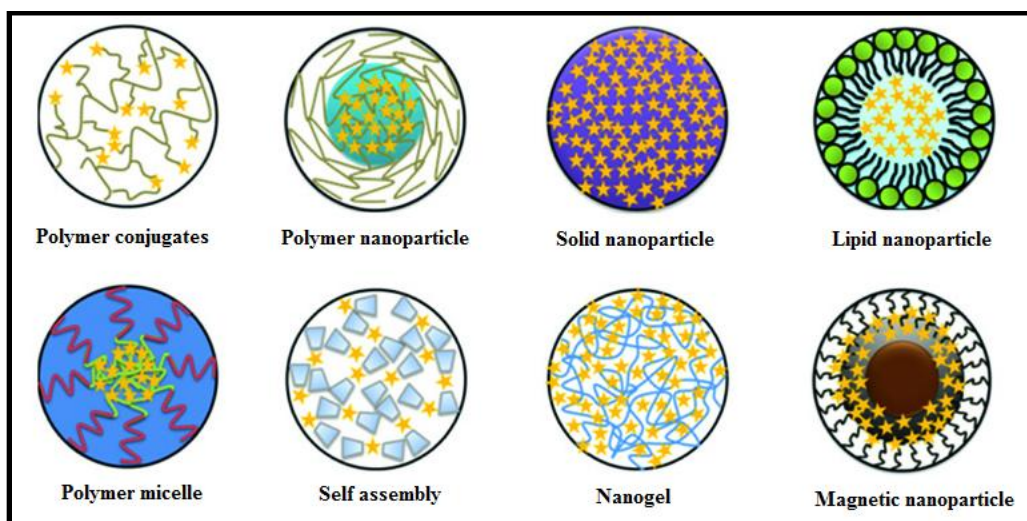 Polymer conjugates
Polymer nanoparticle
Solid nanoparticle
Lipid nanoparticle
Polymer micelle
Self assembly
Nanogel
Magnetic nanoparticle